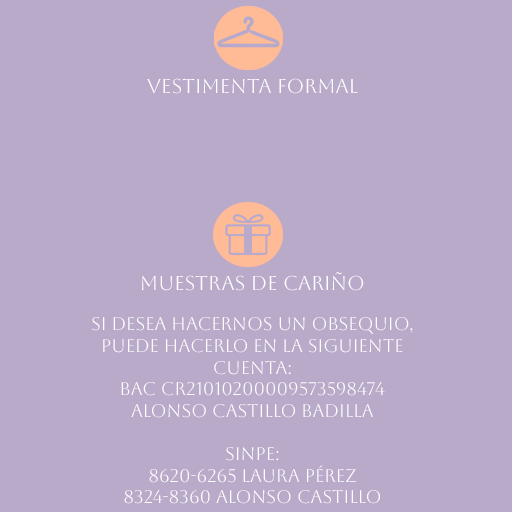 VESTIMENTA FORMAL
MUESTRAS DE CARIÑO
SI DESEA HACERNOS UN OBSEQUIO,
PUEDE HACERLO EN LA SIGUIENTE
CUENTA:
BAC CR21010200009573598474
ALONSO CASTILLO BADILLA
SINPE:
8620-6265 LAURA PÉREZ
8324-8360 ALONSO CASTILLO